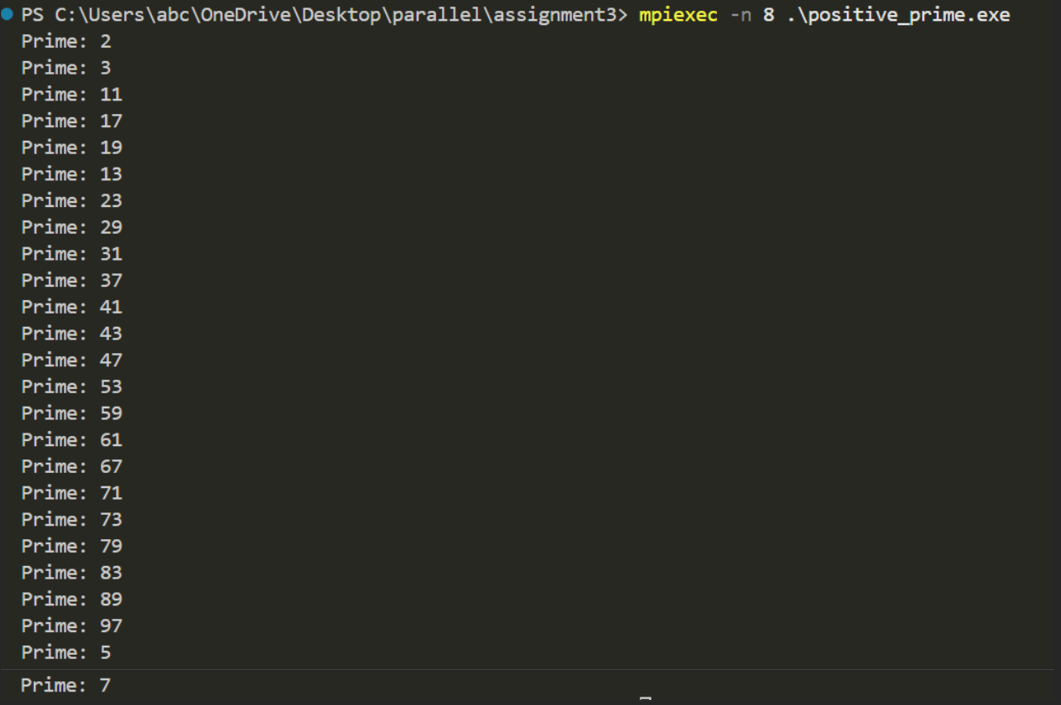 PS C:\Users\abc\OneDrive\Desktop\parallel\assignment3> mpiexec -n 8 .\positive_prime.exe
Prime: 2
Prime: 3
Prime: 11
Prime: 17
Prime: 19
Prime: 13
Prime: 23
Prime: 29
Prime: 31
Prime: 37
Prime: 41
Prime: 43
Prime: 47
Prime: 53
Prime: 59
Prime: 61
Prime: 67
Prime: 71
Prime: 73
Prime: 79
Prime: 83
Prime: 89
Prime: 97
Prime: 5
Prime: 7